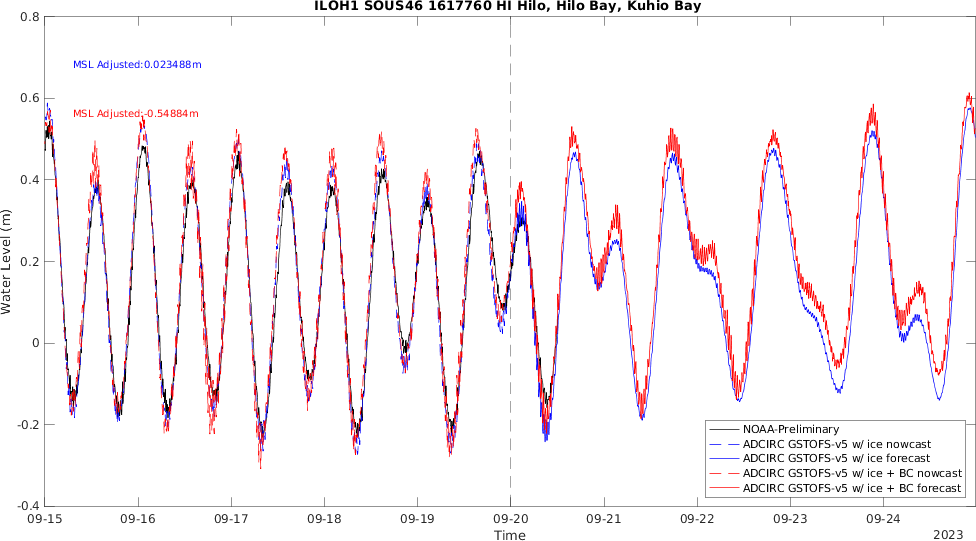 ILOH1 SOUS46 1617760 HI Hilo, Hilo Bay, Kuhio Bay
0.8
MSL Adjusted:0.023488m
0.6
MSL Adjusted:-0.54884m
0.4
0.2
Water Level (m)
0
-0.2
-0.4
NOAA-Preliminary
ADCIRC GSTOFS-v5 w/ ice nowcast
ADCIRC GSTOFS-v5 w/ ice forecast
ADCIRC GSTOFS-v5 w/ ice + BC nowcast
ADCIRC GSTOFS-v5 w/ ice + BC forecast
09-15 09-16 09-17 09-18 09-19 09-20 09-21 09-22 09-23 09-24
Time
2023